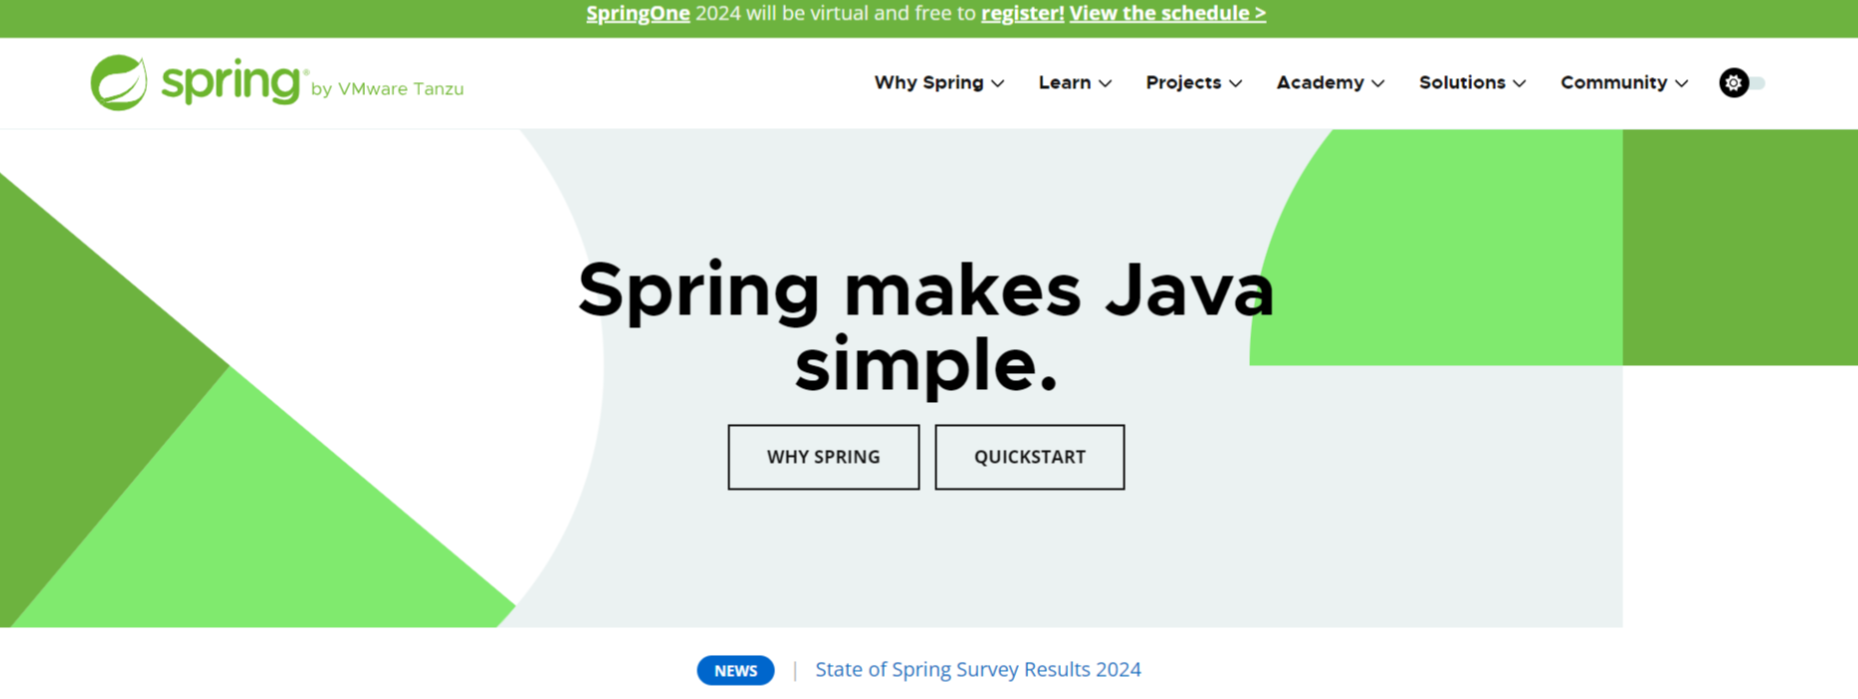 SpringOne 2024 will be virtual and free to register! View the schedule >
spring® by VMware Tanzu
Why Spring Learn Projects Academy Solutions Community
Spring makes Java
simple.
WHY SPRING QUICKSTART
NEWS | State of Spring Survey Results 2024